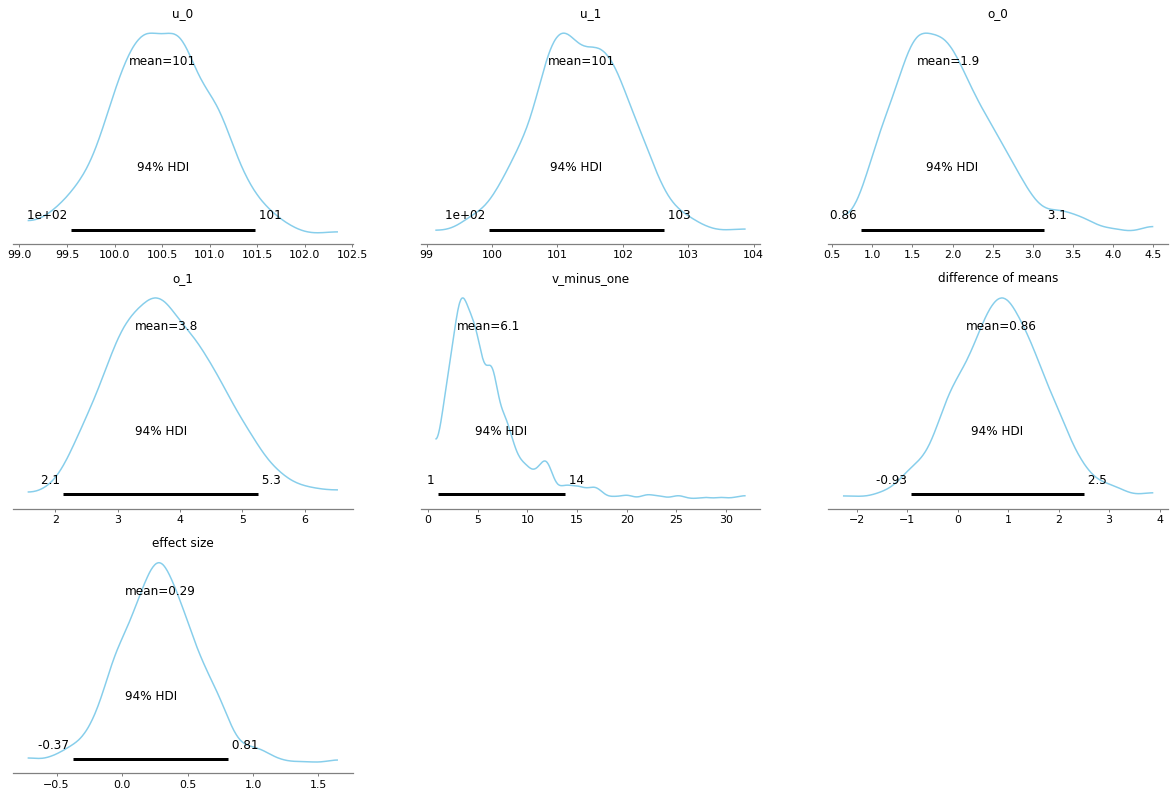 u_0
mean=101
94% HDI
1e+02 101
99.0 99.5 100.0 100.5 101.0 101.5 102.0 102.5
u_1
mean=101
94% HDI
1e+02 103
99 100 101 102 103 104
o_0
mean=1.9
94% HDI
0.86 3.1
0.5 1.0 1.5 2.0 2.5 3.0 3.5 4.0 4.5
o_1
mean=3.8
94% HDI
2.1 5.3
2 3 4 5 6
v_minus_one
mean=6.1
94% HDI
1 14
0 5 10 15 20 25 30
difference of means
mean=0.86
94% HDI
-0.93 2.5
−2 −1 0 1 2 3 4
effect size
mean=0.29
94% HDI
-0.37 0.81
−0.5 0.0 0.5 1.0 1.5